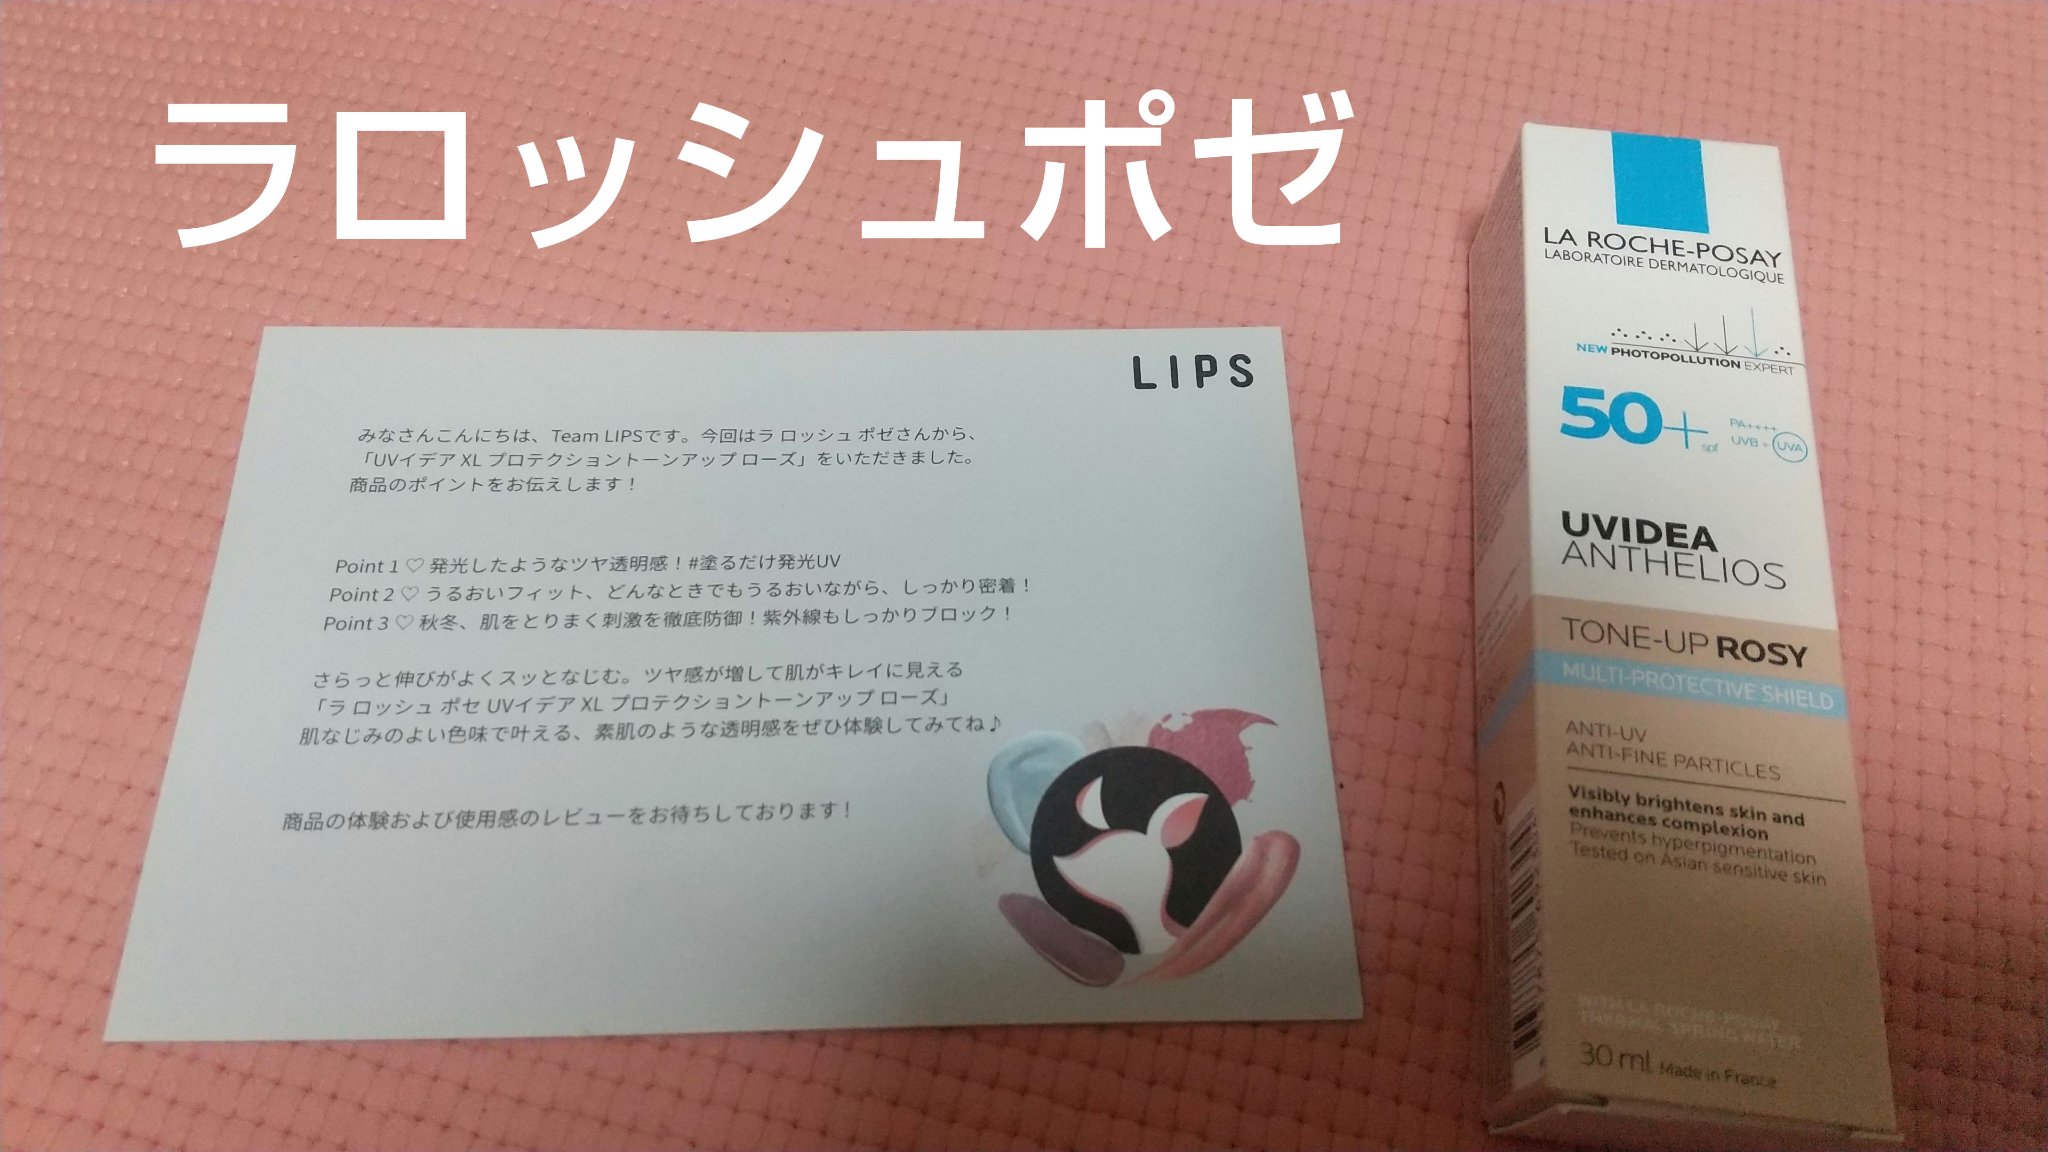 ラロッシュポゼ
LIPS
みなさんこんにちは、Team LIPSです。今回はラ ロッシュ ポゼさんから、
「UVイデア XL プロテクショントーンアップ ローズ」をいただきました。
商品のポイントをお伝えします！
Point 1 ♡ 発光したようなツヤ透明感！#塗るだけ発光UV
Point 2 ♡ うるおいフィット、どんなときでもうるおいながら、しっかり密着！
Point 3 ♡ 秋冬、肌をとりまく刺激を徹底防御！紫外線もしっかりブロック！
さらっと伸びがよくスッとなじむ。ツヤ感が増して肌がキレイに見える
「ラ ロッシュ ポゼ UVイデア XL プロテクショントーンアップ ローズ」
肌なじみのよい色味で叶える、素肌のような透明感をぜひ体験してみてね♪
商品の体験および使用感のレビューをお待ちしております！
LA ROCHE-POSAY
LABORATOIRE DERMATOLOGIQUE
NEW PHOTOPOLLUTION EXPERT
50+ spf
PA++++
UVB + UVA
UVIDEA
ANTHELIOS
TONE-UP ROSY
MULTI-PROTECTIVE SHIELD
ANTI-UV
ANTI-FINE PARTICLES
Visibly brightens skin and
enhances complexion
Prevents hyperpigmentation
Tested on Asian sensitive skin
WITH LA ROCHE-POSAY
THERMAL SPRING WATER
30 ml Made in France